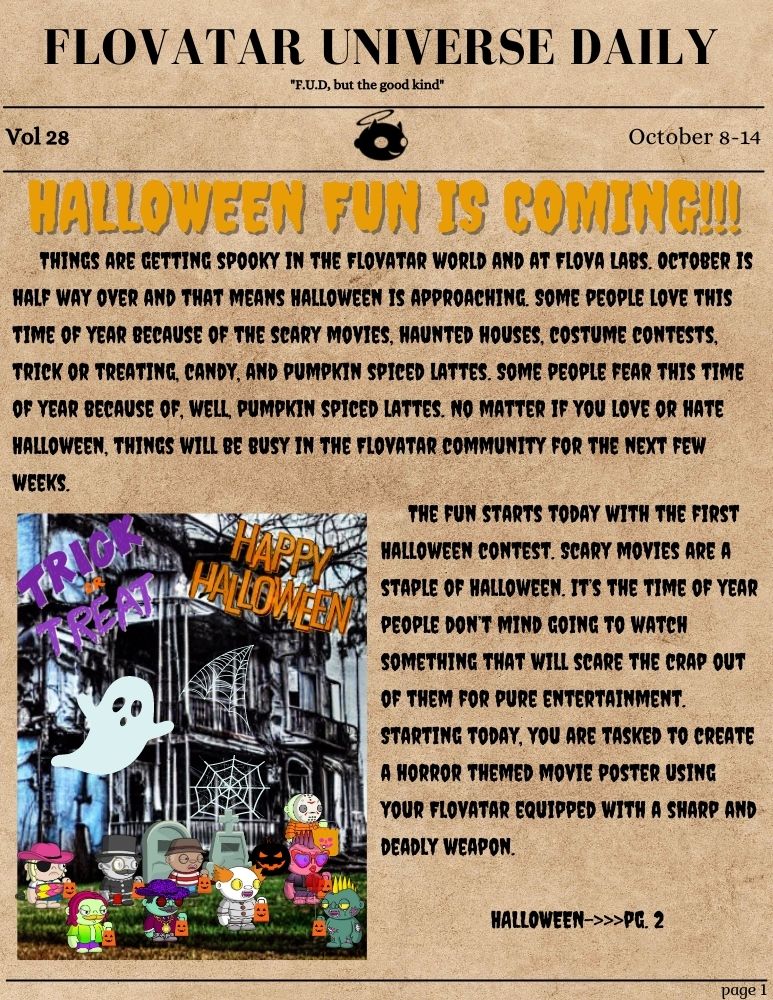 FLOVATAR UNIVERSE DAILY
"F.U.D, but the good kind"
Vol 28
October 8-14
HALLOWEEN FUN IS COMING!!!
THINGS ARE GETTING SPOOKY IN THE FLOVATAR WORLD AND AT FLOVA LABS. OCTOBER IS
HALF WAY OVER AND THAT MEANS HALLOWEEN IS APPROACHING. SOME PEOPLE LOVE THIS
TIME OF YEAR BECAUSE OF THE SCARY MOVIES, HAUNTED HOUSES, COSTUME CONTESTS,
TRICK OR TREATING, CANDY, AND PUMPKIN SPICED LATTES. SOME PEOPLE FEAR THIS TIME
OF YEAR BECAUSE OF, WELL, PUMPKIN SPICED LATTES. NO MATTER IF YOU LOVE OR HATE
HALLOWEEN, THINGS WILL BE BUSY IN THE FLOVATAR COMMUNITY FOR THE NEXT FEW
WEEKS.
TRICK
OR
TREAT
HAPPY
HALLOWEEN
THE FUN STARTS TODAY WITH THE FIRST
HALLOWEEN CONTEST. SCARY MOVIES ARE A
STAPLE OF HALLOWEEN. IT'S THE TIME OF YEAR
PEOPLE DON'T MIND GOING TO WATCH
SOMETHING THAT WILL SCARE THE CRAP OUT
OF THEM FOR PURE ENTERTAINMENT.
STARTING TODAY, YOU ARE TASKED TO CREATE
A HORROR THEMED MOVIE POSTER USING
YOUR FLOVATAR EQUIPPED WITH A SHARP AND
DEADLY WEAPON.
HALLOWEEN->>>PG. 2
page 1